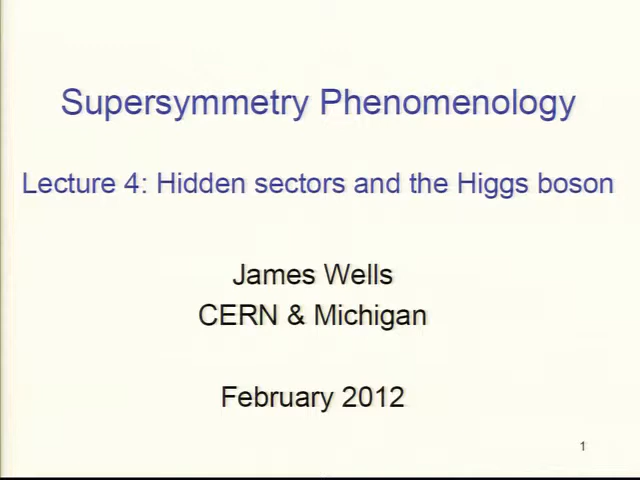 Supersymmetry Phenomenology
Lecture 4: Hidden sectors and the Higgs boson
James Wells
CERN & Michigan
February 2012
1